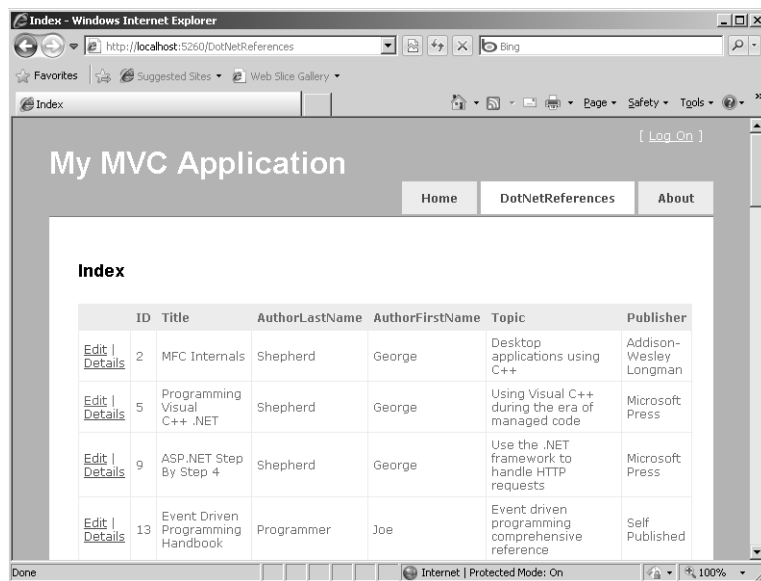 Index - Windows Internet Explorer
http://localhost:5260/DotNetReferences
Bing
Favorites
Suggested Sites
Web Slice Gallery
Index
Page
Safety
Tools
»
[ Log On ]
My MVC Application
Home
DotNetReferences
About
Index
ID Title AuthorLastName AuthorFirstName Topic Publisher
Edit |
Details
2
MFC Internals
Shepherd
George
Desktop
applications using
C++
Addison-
Wesley
Longman
Edit |
Details
5
Programming
Visual
C++ .NET
Shepherd
George
Using Visual C++
during the era of
managed code
Microsoft
Press
Edit |
Details
9
ASP.NET Step
By Step 4
Shepherd
George
Use the .NET
framework to
handle HTTP
requests
Microsoft
Press
Edit |
Details
13
Event Driven
Programming
Handbook
Programmer
Joe
Event driven
programming
comprehensive
reference
Self
Published
Done
Internet | Protected Mode: On
100%